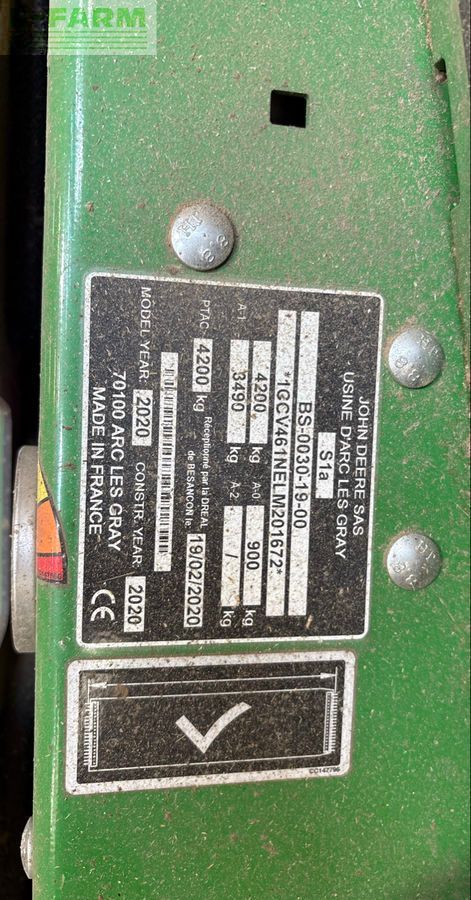 FARM
JOHN DEERE SAS
USINE D'ARC LES GRAY
S1a
BS-0030-19-00
*1GCV461NELM201672*
4200 kg A-0: 900 kg
A-1: 3490 kg A-2: / kg
PTAC: 4200 kg Réceptionné par la DREAL de BESANCON le: 19/02/2020
MODEL YEAR: 2020 CONSTR. YEAR: 2020
70100 ARC LES GRAY
MADE IN FRANCE
CE
CC147796